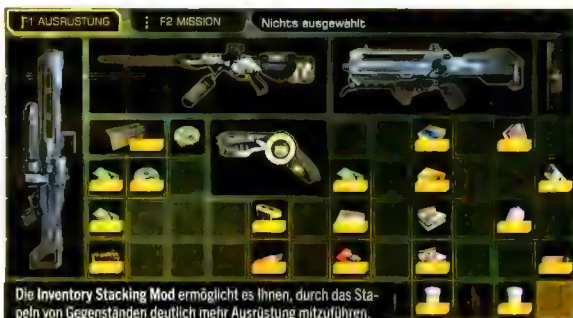 F1 AUSRÜSTUNG
F2 MISSION
Nichts ausgewählt
Die Inventory Stacking Mod ermöglicht es Ihnen, durch das Sta-
peln von Gegenständen deutlich mehr Ausrüstung mitzuführen.